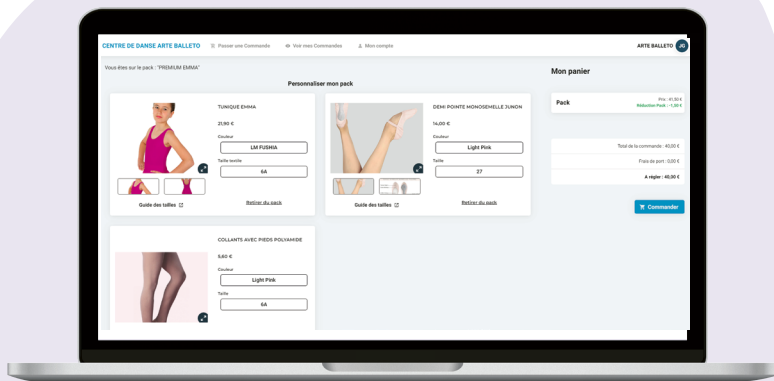 CENTRE DE DANSE ARTE BALLETO
Passer une Commande
Voir mes Commandes
Mon compte
ARTE BALLETO
JG
Vous êtes sur le pack : "PREMIUM EMMA"
Personnaliser mon pack
TUNIQUE EMMA
21,90 €
Couleur
LM FUSHIA
Taille textile
6A
Guide des tailles
Retirer du pack
DEMI POINTE MONOSEMELLE JUNON
14,00 €
Couleur
Light Pink
Taille
27
Guide des tailles
Retirer du pack
COLLANTS AVEC PIEDS POLYAMIDE
5,60 €
Couleur
Light Pink
Taille
6A
Mon panier
Pack
Prix : 41,50 €
Réduction Pack : -1,50 €
Total de la commande : 40,00 €
Frais de port : 0,00 €
A régler : 40,00 €
Commander